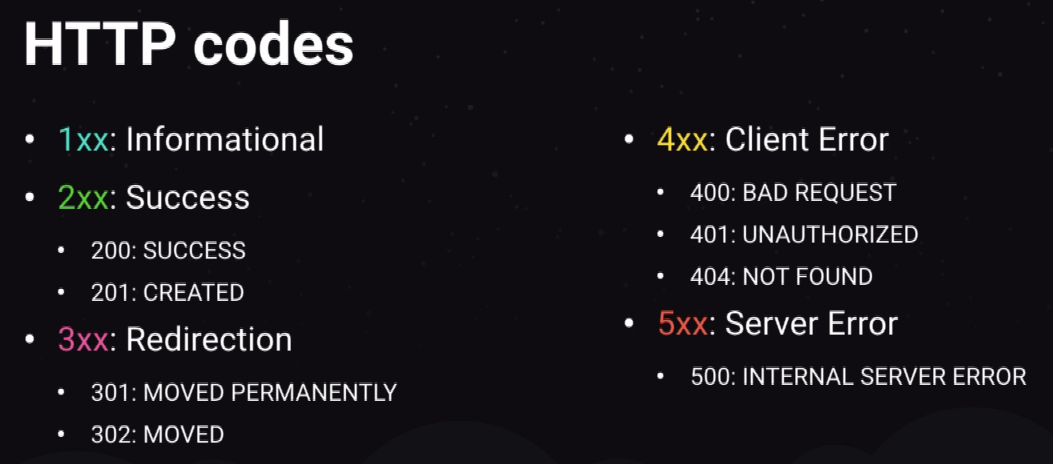 HTTP codes
• 1xx: Informational
• 2xx: Success
• 200: SUCCESS
• 201: CREATED
• 3xx: Redirection
• 301: MOVED PERMANENTLY
• 302: MOVED
• 4xx: Client Error
• 400: BAD REQUEST
• 401: UNAUTHORIZED
• 404: NOT FOUND
• 5xx: Server Error
• 500: INTERNAL SERVER ERROR